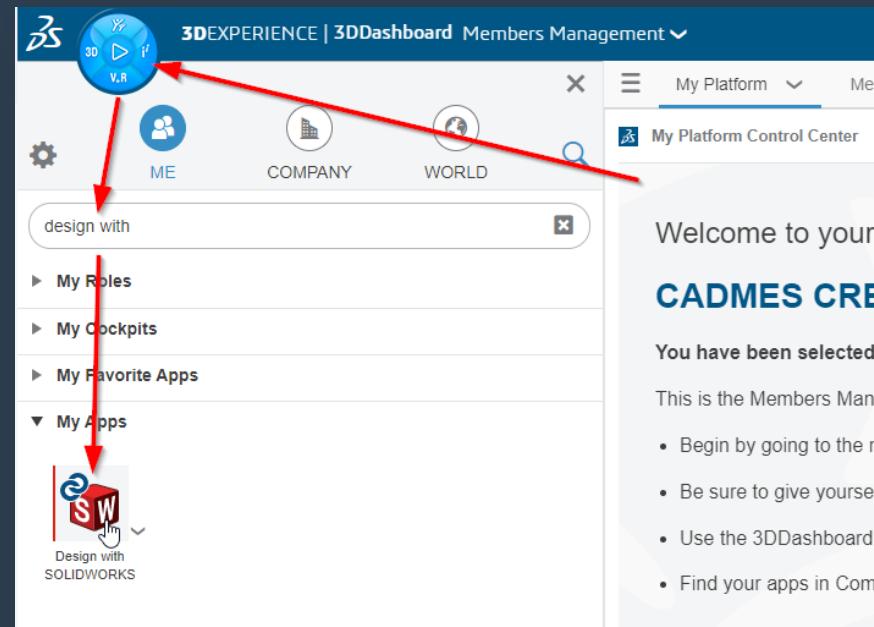 3DEXPERIENCE | 3DDashboard Members Management
3D
V.R
My Platform
Me
My Platform Control Center
ME
COMPANY
WORLD
design with
My Roles
My Cockpits
My Favorite Apps
My Apps
SW
Design with
SOLIDWORKS
Welcome to your
CADMES CRE
You have been selected
This is the Members Man
Begin by going to the
Be sure to give yourse
Use the 3DDashboard
Find your apps in Com